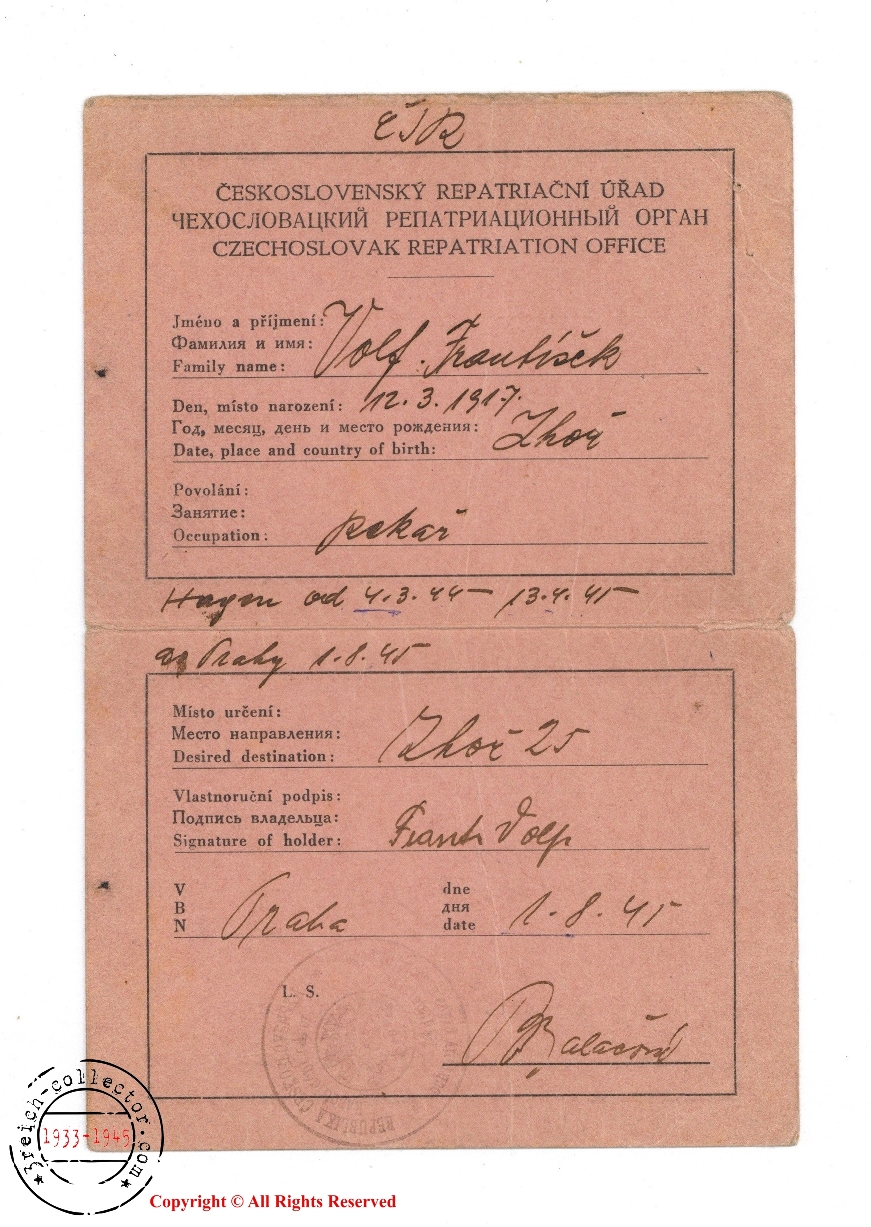 ČSR
ČESKOSLOVENSKÝ REPATRIAČNÍ ÚŘAD
ЧЕХОСЛОВАЦКИЙ РЕПАТРИАЦИОННЫЙ ОРГАН
CZECHOSLOVAK REPATRIATION OFFICE
Jméno a příjmení:
Фамилия и имя:
Family name: Volf František
Den, místo narození: 12.3.1917.
Год, месяц, день и место рождения:
Date, place and country of birth: Zhoř
Povolání:
Занятие:
Occupation: pekař
Hagen od 4.3.44 – 13.4.45
Prahy 1.8.45
Místo určení:
Место направления:
Desired destination: Zhoř 25
Vlastnoruční podpis:
Подпись владельца:
Signature of holder: Frant Volf
V dne
В дня
N Praha date 1.8.45
L. S.
REPUBLIKA
3reich-collector.com
1933-1945
Copyright © All Rights Reserved